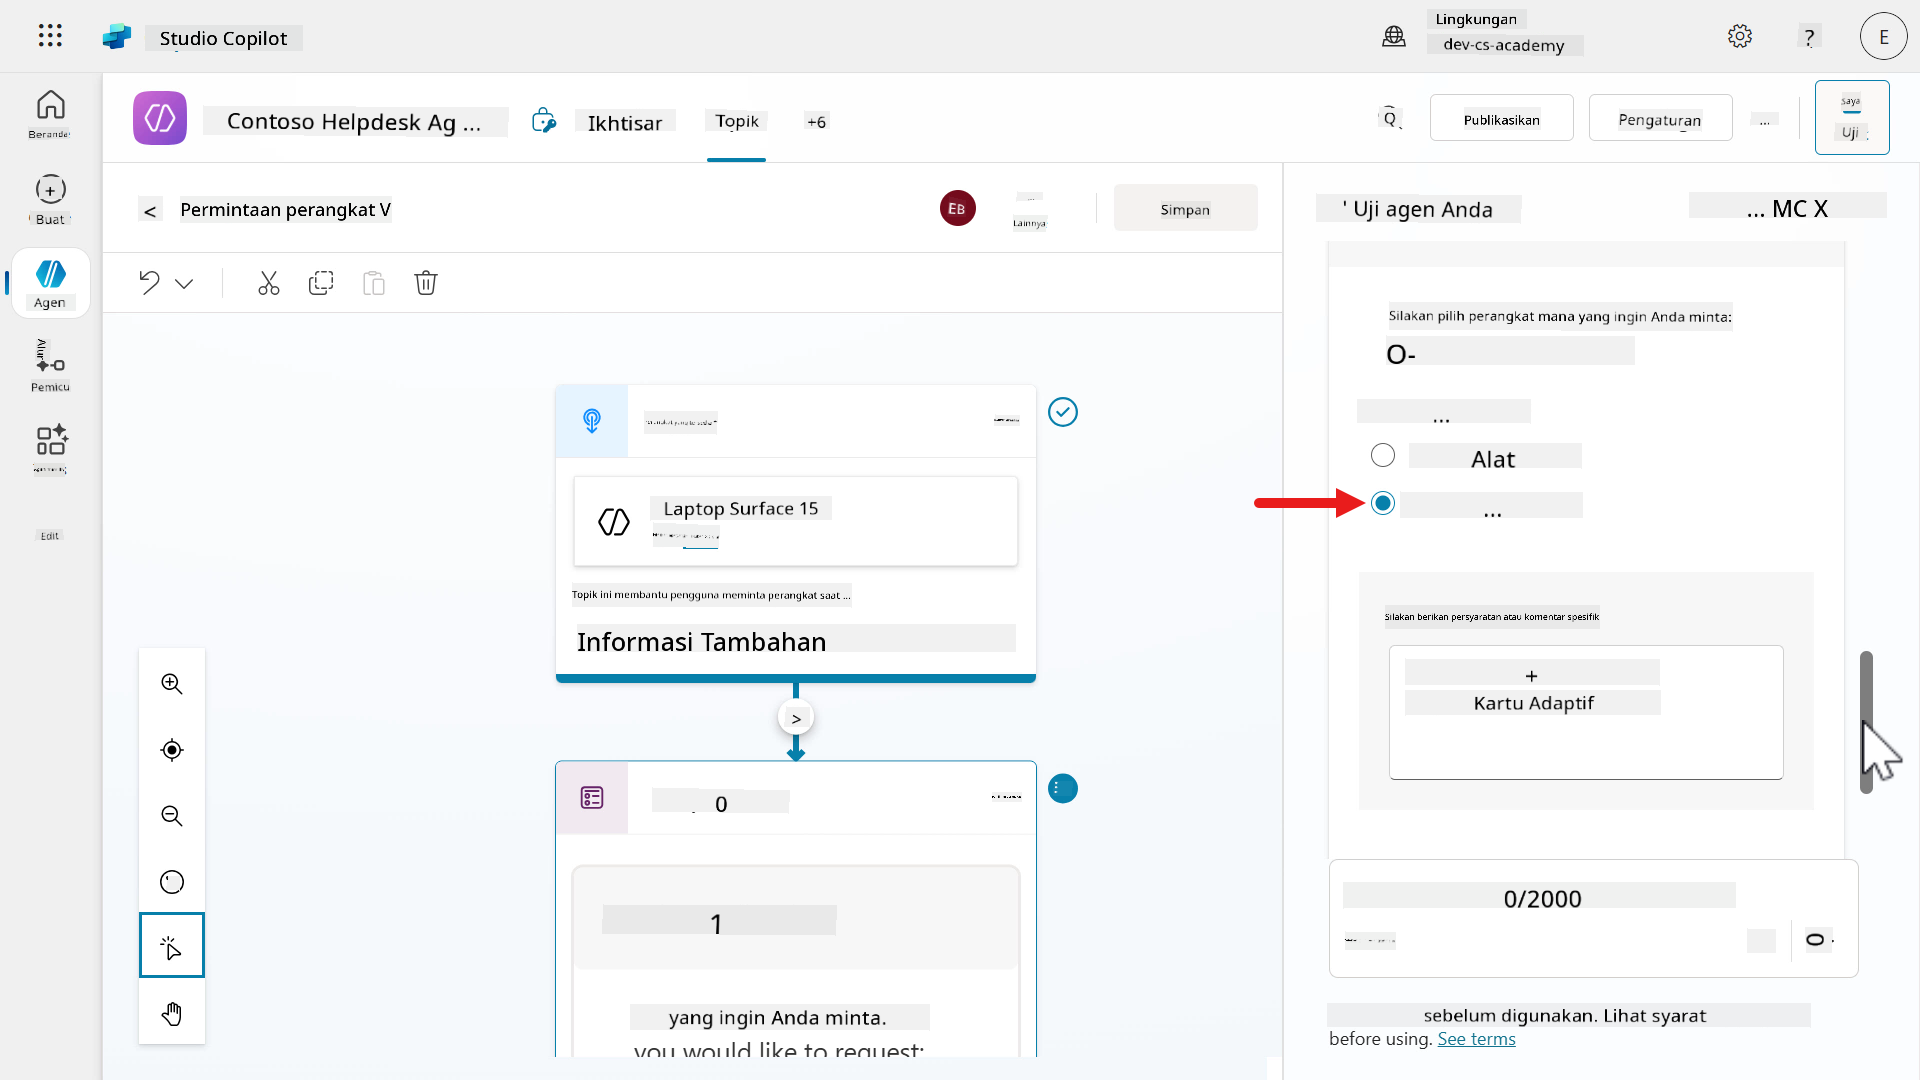 Studio Copilot
Lingkungan
dev-cs-academy
?
E
Beranda
Buat
Agen
Alur
Pemicu
Edit
Contoso Helpdesk Ag ...
Ikhtisar
Topik
+6
Q
Publikasikan
Pengaturan
...
Saya
Uji
<
Permintaan perangkat V
EB
...
Lainnya
Simpan
' Uji agen Anda
... MC X
Laptop Surface 15
Topik ini membantu pengguna meminta perangkat saat ...
Informasi Tambahan
>
0
1
yang ingin Anda minta.
you would like to request:
Silakan pilih perangkat mana yang ingin Anda minta:
O-
...
Alat
...
Silakan berikan persyaratan atau komentar spesifik
+
Kartu Adaptif
0/2000
0
sebelum digunakan. Lihat syarat
before using. See terms